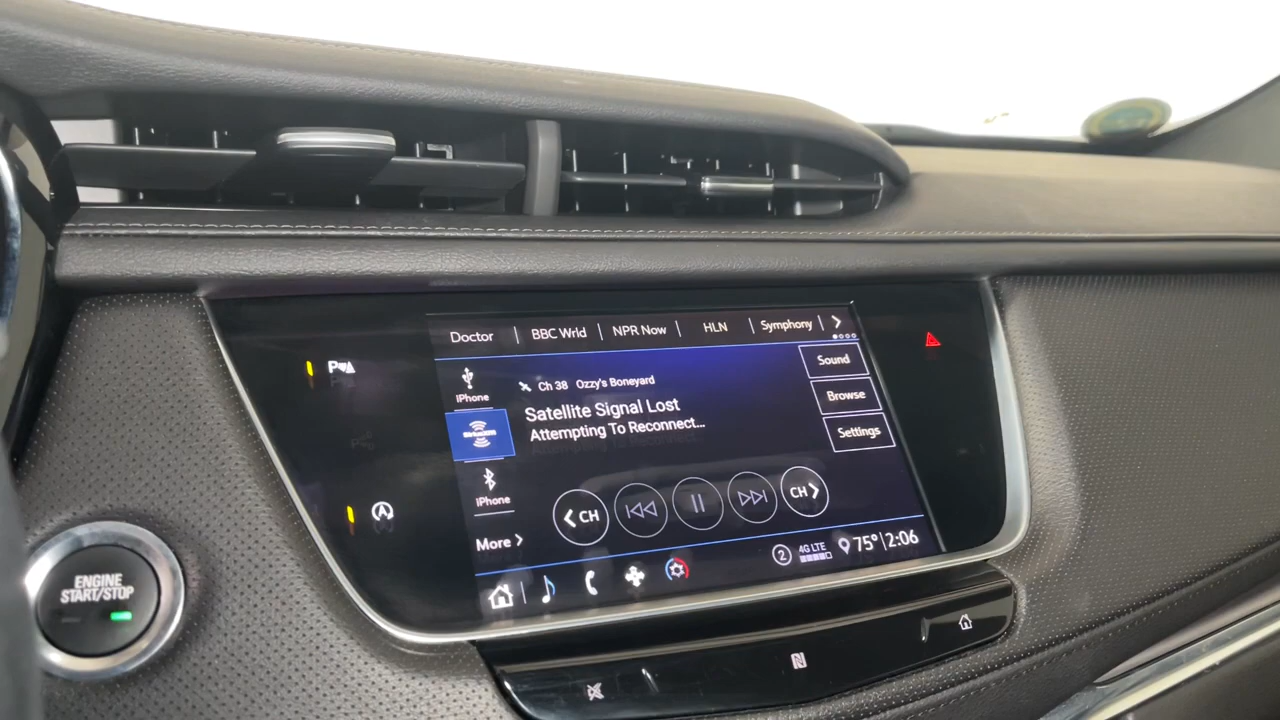 Doctor | BBC Wrld | NPR Now | HLN | Symphony
iPhone
Ch 38 Ozzy's Boneyard
Sound
Satellite Signal Lost
Attempting To Reconnect...
Browse
Settings
SiriusXM
iPhone
CH
CH
More
2
4G LTE
75° | 2:06
P
A
ENGINE
START/STOP
N